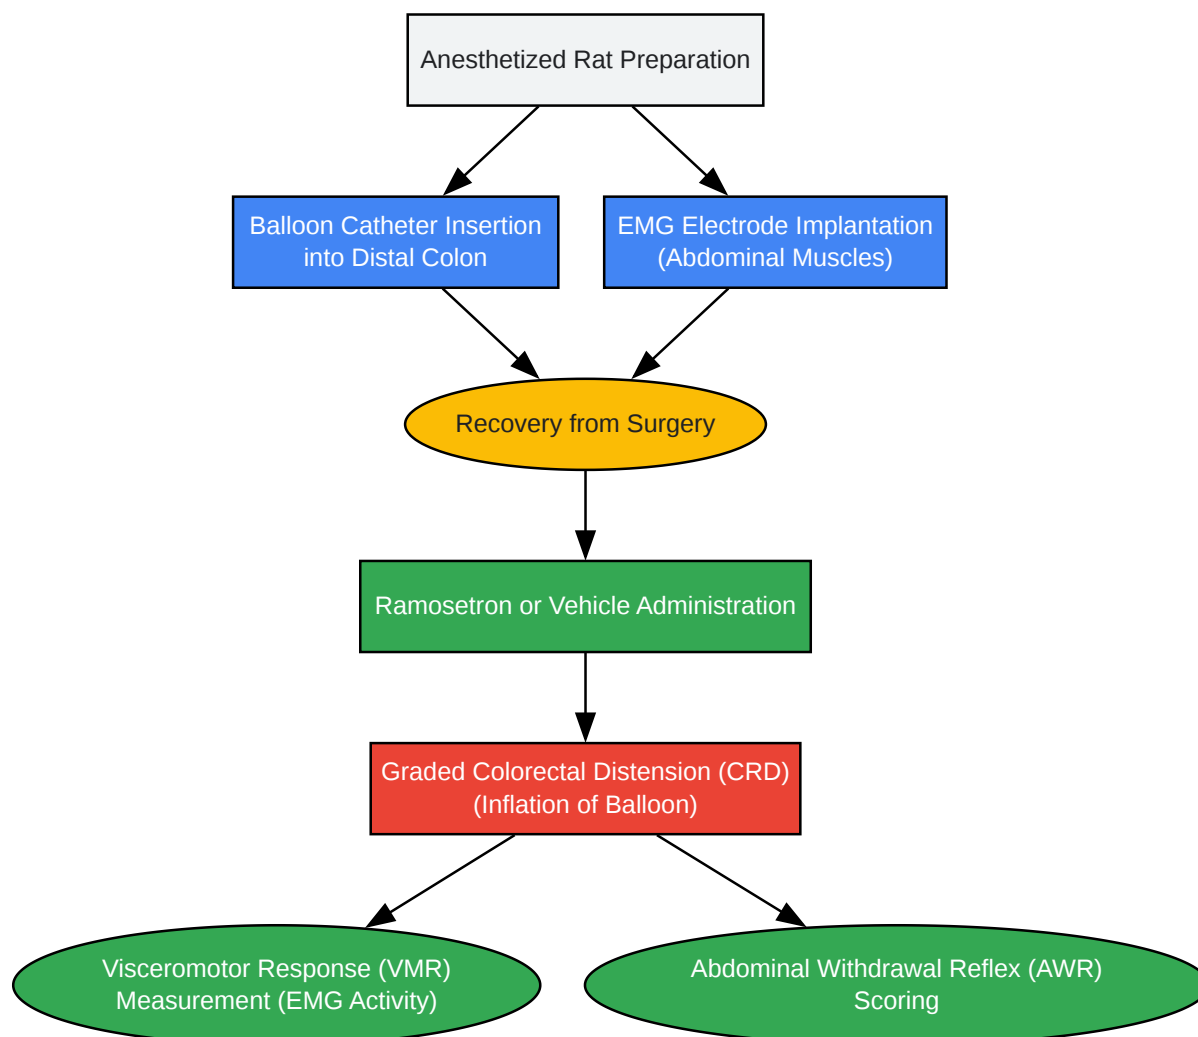 Anesthetized Rat Preparation
Balloon Catheter Insertion
into Distal Colon
EMG Electrode Implantation
(Abdominal Muscles)
Recovery from Surgery
Ramosetron or Vehicle Administration
Graded Colorectal Distension (CRD)
(Inflation of Balloon)
Visceromotor Response (VMR)
Measurement (EMG Activity)
Abdominal Withdrawal Reflex (AWR)
Scoring